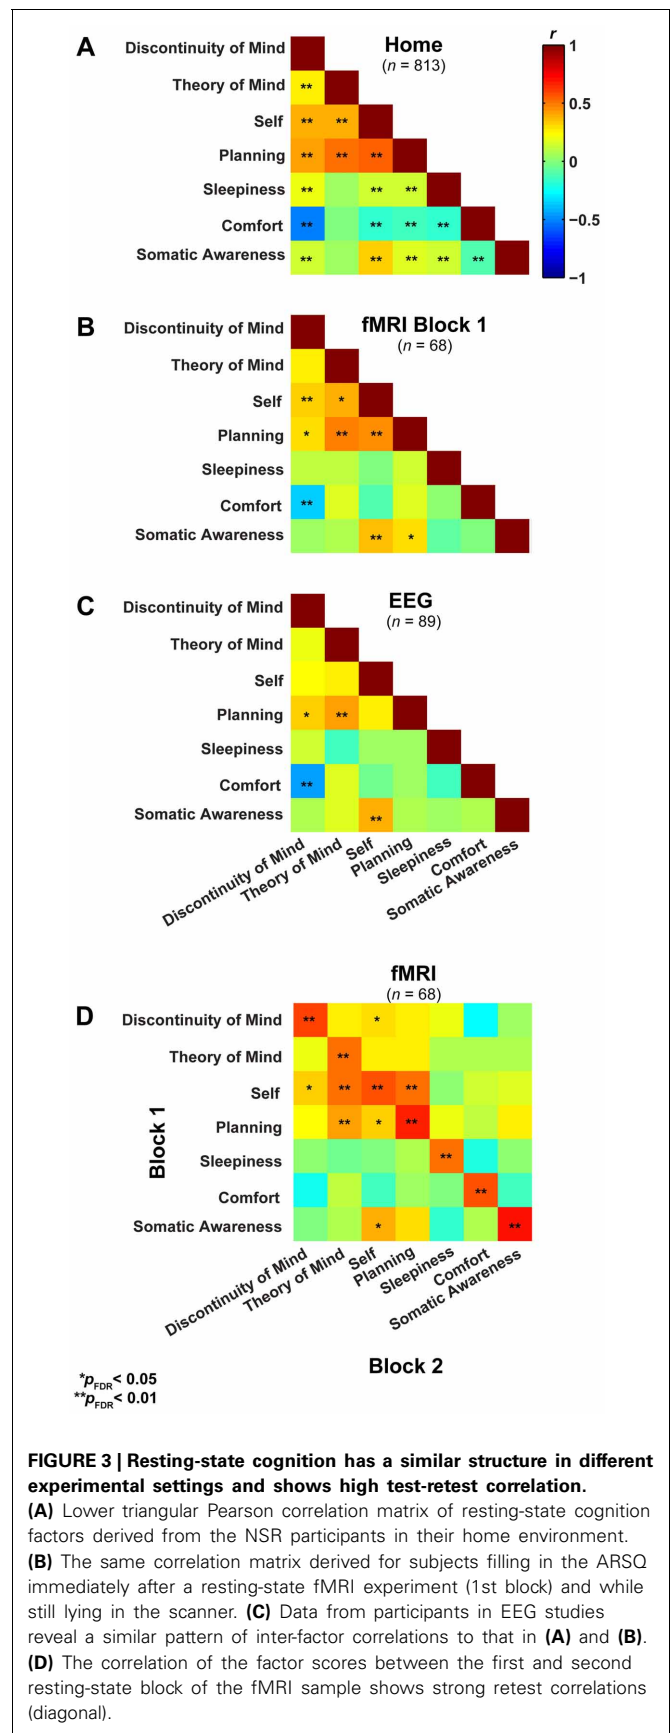 A
Home
(n = 813)
r
1
0.5
0
−0.5
−1
Discontinuity of Mind
Theory of Mind **
Self ** **
Planning ** ** **
Sleepiness ** ** **
Comfort ** ** ** **
Somatic Awareness ** ** ** ** **
B
fMRI Block 1
(n = 68)
Discontinuity of Mind
Theory of Mind
Self ** *
Planning * ** **
Sleepiness
Comfort **
Somatic Awareness ** *
C
EEG
(n = 89)
Discontinuity of Mind
Theory of Mind
Self
Planning * **
Sleepiness
Comfort **
Somatic Awareness **
Discontinuity of Mind
Theory of Mind
Self
Planning
Sleepiness
Comfort
Somatic Awareness
fMRI
(n = 68)
D
Block 1
Discontinuity of Mind ** *
Theory of Mind **
Self * ** ** **
Planning ** * **
Sleepiness **
Comfort **
Somatic Awareness * **
Discontinuity of Mind
Theory of Mind
Self
Planning
Sleepiness
Comfort
Somatic Awareness
Block 2
*pFDR< 0.05
**pFDR< 0.01
FIGURE 3 | Resting-state cognition has a similar structure in different
experimental settings and shows high test-retest correlation.
(A) Lower triangular Pearson correlation matrix of resting-state cognition
factors derived from the NSR participants in their home environment.
(B) The same correlation matrix derived for subjects filling in the ARSQ
immediately after a resting-state fMRI experiment (1st block) and while
still lying in the scanner. (C) Data from participants in EEG studies
reveal a similar pattern of inter-factor correlations to that in (A) and (B).
(D) The correlation of the factor scores between the first and second
resting-state block of the fMRI sample shows strong retest correlations
(diagonal).